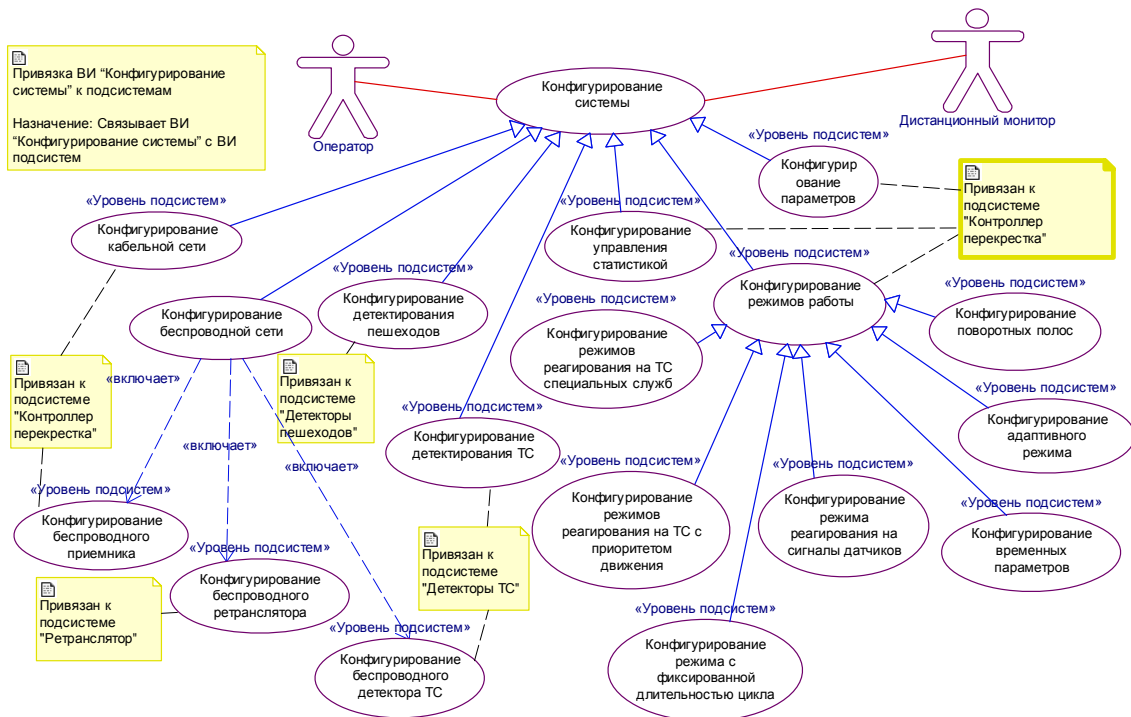 Привязка ВИ “Конфигурирование
системы” к подсистемам
Назначение: Связывает ВИ
“Конфигурирование системы” с ВИ
подсистем
Оператор
Конфигурирование
системы
Дистанционный монитор
«Уровень подсистем»
Конфигурир
ование
параметров
Привязан к
подсистеме
"Контроллер
перекрестка"
«Уровень подсистем»
Конфигурирование
кабельной сети
«Уровень подсистем»
Конфигурирование
управления
статистикой
«Уровень подсистем»
Конфигурирование
режимов работы
«Уровень подсистем»
Конфигурирование
беспроводной сети
«Уровень подсистем»
Конфигурирование
детектирования
пешеходов
«Уровень подсистем»
Конфигурирование
режимов
реагирования на ТС
специальных служб
«Уровень подсистем»
Конфигурирование
поворотных полос
Привязан к
подсистеме
"Контроллер
перекрестка"
«включает»
«включает»
«включает»
Привязан к
подсистеме
"Детекторы
пешеходов"
«Уровень подсистем»
Конфигурирование
детектирования ТС
«Уровень подсистем»
Конфигурирование
адаптивного
режима
«Уровень подсистем»
Конфигурирование
беспроводного
приемника
«Уровень подсистем»
Конфигурирование
режимов
реагирования на ТС с
приоритетом
движения
«Уровень подсистем»
Конфигурирование
режима
реагирования на
сигналы датчиков
«Уровень подсистем»
Конфигурирование
временных
параметров
Привязан к
подсистеме
"Ретранслятор"
«Уровень подсистем»
Конфигурирование
беспроводного
ретранслятора
Привязан к
подсистеме
"Детекторы ТС"
«Уровень подсистем»
Конфигурирование
беспроводного
детектора ТС
«Уровень подсистем»
Конфигурирование
режима с
фиксированной
длительностью цикла